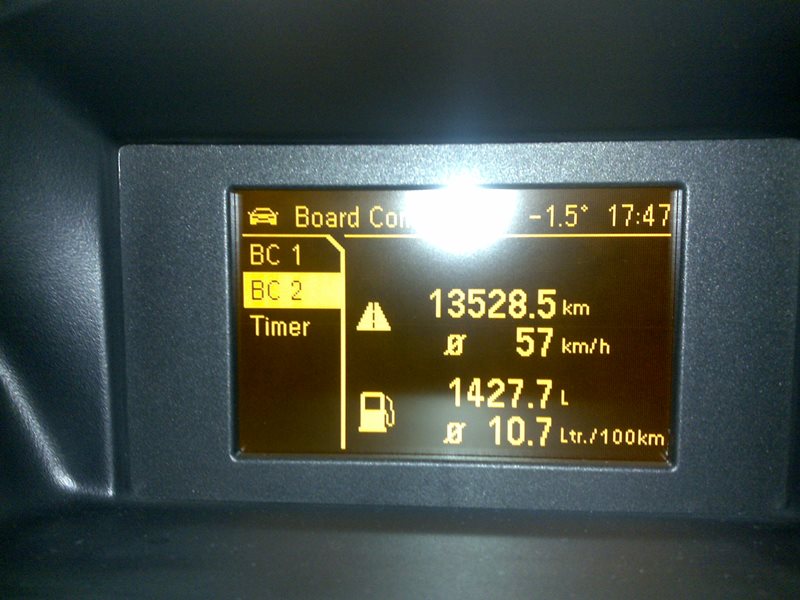 Board -1.5° 17:47
BC 1
BC 2
Timer
13528.5 km
Ø 57 km/h
1427.7 L
Ø 10.7 Ltr./100km